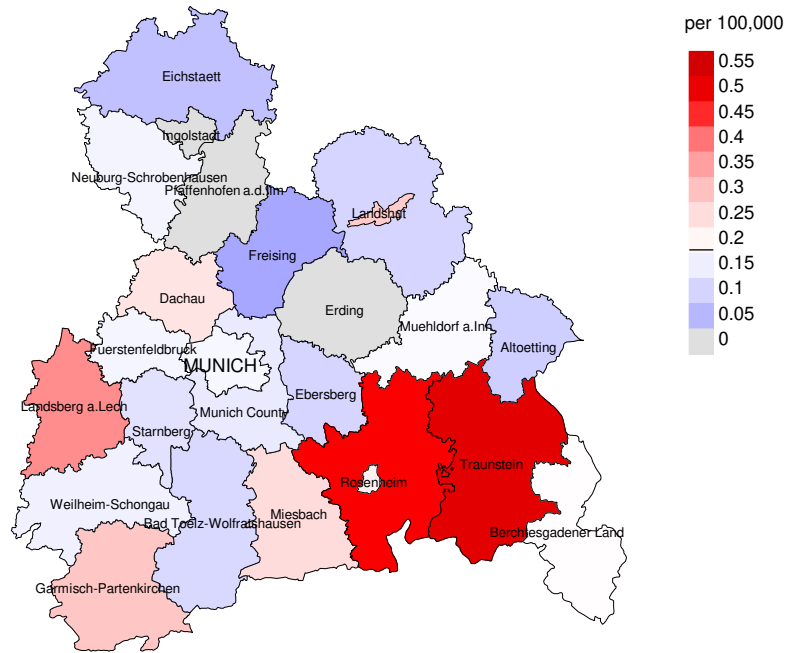 per 100,000
0.55
0.5
0.45
0.4
0.35
0.3
0.25
0.2
0.15
0.1
0.05
0
Eichstaett
Ingolstadt
Neuburg-Schrobenhausen
Pfaffenhofen a.d.Ilm
Landshut
Freising
Dachau
Erding
Muehldorf a.Inn
Altoetting
Fuerstenfeldbruck
MUNICH
Ebersberg
Landsberg a.Lech
Munich County
Starnberg
Traunstein
Rosenheim
Weilheim-Schongau
Miesbach
Bad Toelz-Wolfratshausen
Berchtesgadener Land
Garmisch-Partenkirchen